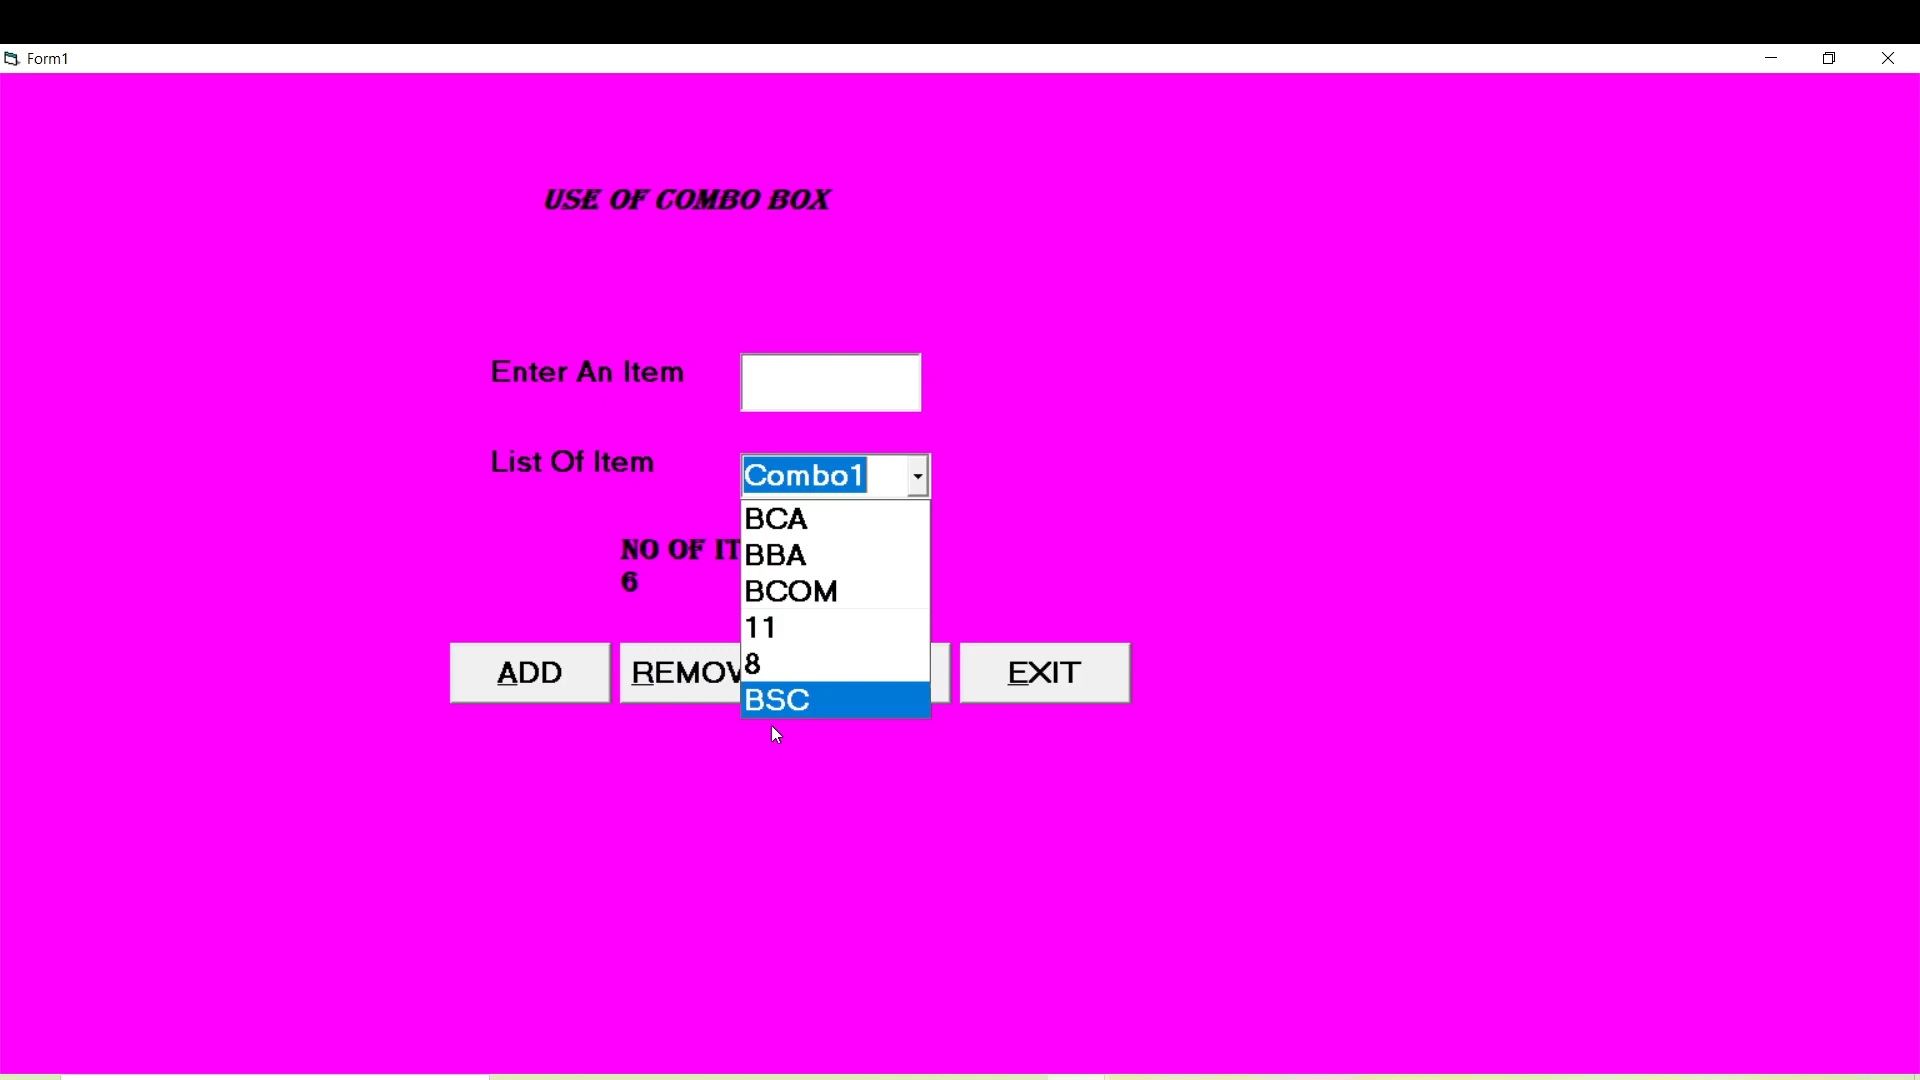 Form1
USE OF COMBO BOX
Enter An Item
List Of Item
Combo1
BCA
BBA
BCOM
11
8
BSC
NO OF IT
6
ADD
REMOV
EXIT